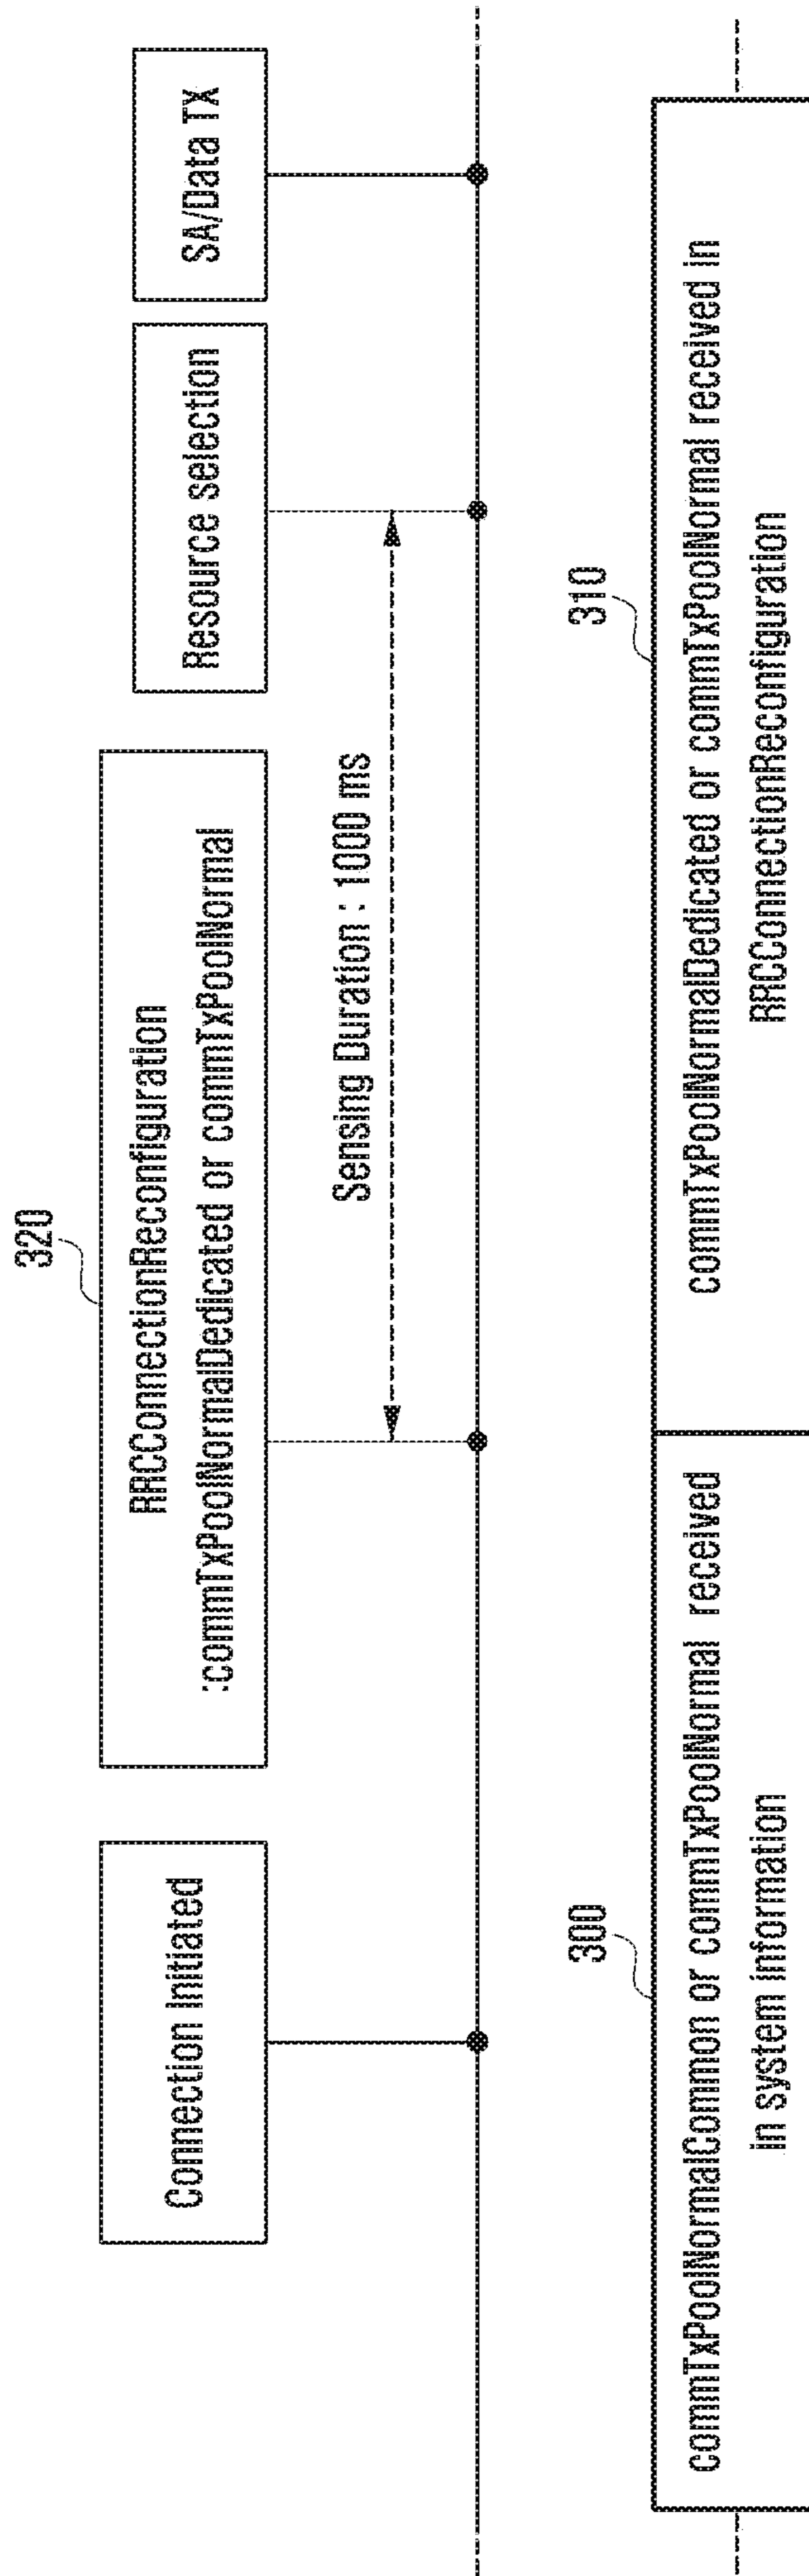 Connection Initiated
320
RRCConnectionReconfiguration
:commTxPoolNormalDedicated or commTxPoolNormal
Resource selection
SA/Data TX
Sensing Duration : 1000 ms
300
commTxPoolNormalCommon or commTxPoolNormal received
in system information
310
commTxPoolNormalDedicated or commTxPoolNormal received in
RRCConnectionReconfiguration